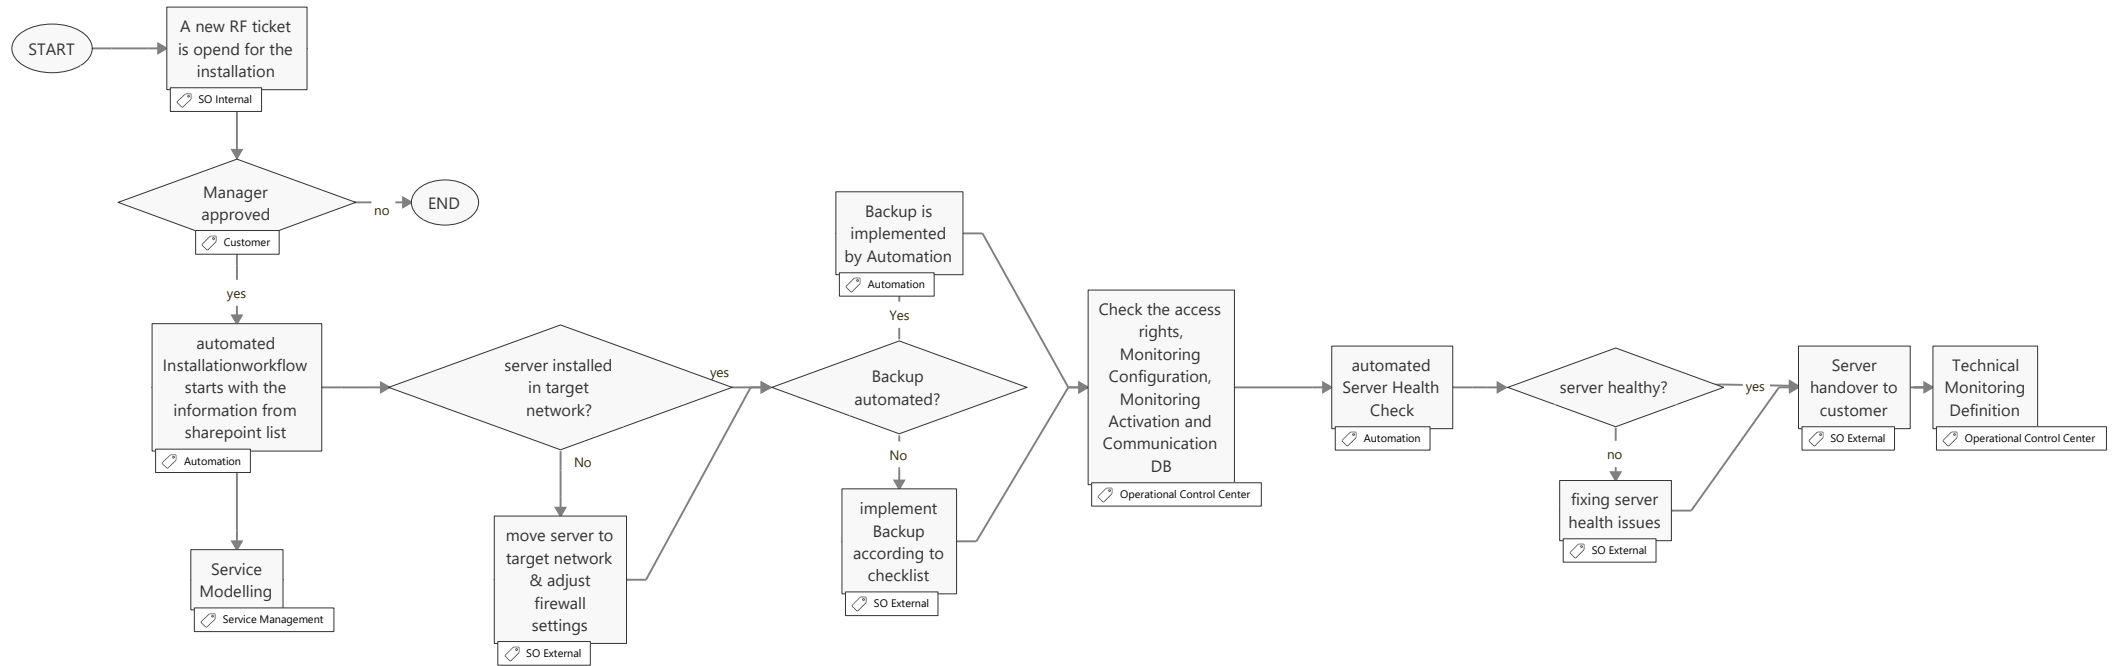 START
A new RF ticket
is opend for the
installation
SO Internal
Manager
approved
Customer
no
END
yes
automated
Installationworkflow
starts with the
information from
sharepoint list
Automation
Service
Modelling
Service Management
server installed
in target
network?
yes
No
move server to
target network
& adjust
firewall
settings
SO External
Backup is
implemented
by Automation
Automation
Yes
Backup
automated?
No
implement
Backup
according to
checklist
SO External
Check the access
rights,
Monitoring
Configuration,
Monitoring
Activation and
Communication
DB
Operational Control Center
automated
Server Health
Check
Automation
server healthy?
yes
no
fixing server
health issues
SO External
Server
handover to
customer
SO External
Technical
Monitoring
Definition
Operational Control Center